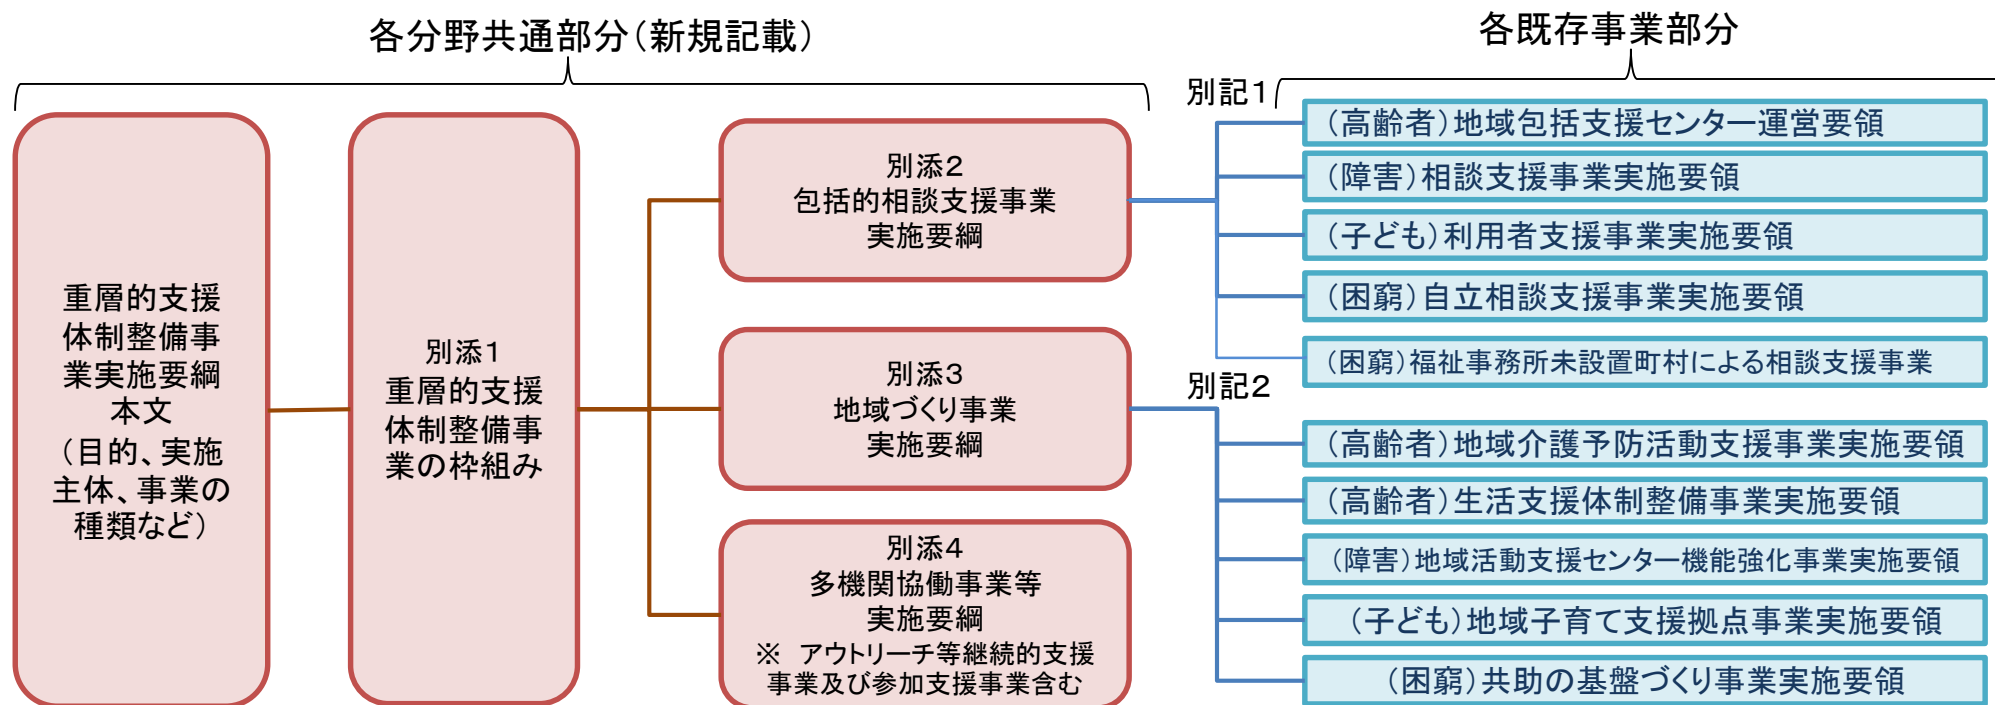 各分野共通部分（新規記載）
各既存事業部分
重層的支援
体制整備事
業実施要綱
本文
（目的、実施
主体、事業の
種類など）
別添１
重層的支援
体制整備事
業の枠組み
別添２
包括的相談支援事業
実施要綱
別添３
地域づくり事業
実施要綱
別添４
多機関協働事業等
実施要綱
※　アウトリーチ等継続的支援
事業及び参加支援事業含む
別記１
（高齢者）地域包括支援センター運営要領
（障害）相談支援事業実施要領
（子ども）利用者支援事業実施要領
（困窮）自立相談支援事業実施要領
（困窮）福祉事務所未設置町村による相談支援事業
別記２
（高齢者）地域介護予防活動支援事業実施要領
（高齢者）生活支援体制整備事業実施要領
（障害）地域活動支援センター機能強化事業実施要領
（子ども）地域子育て支援拠点事業実施要領
（困窮）共助の基盤づくり事業実施要領